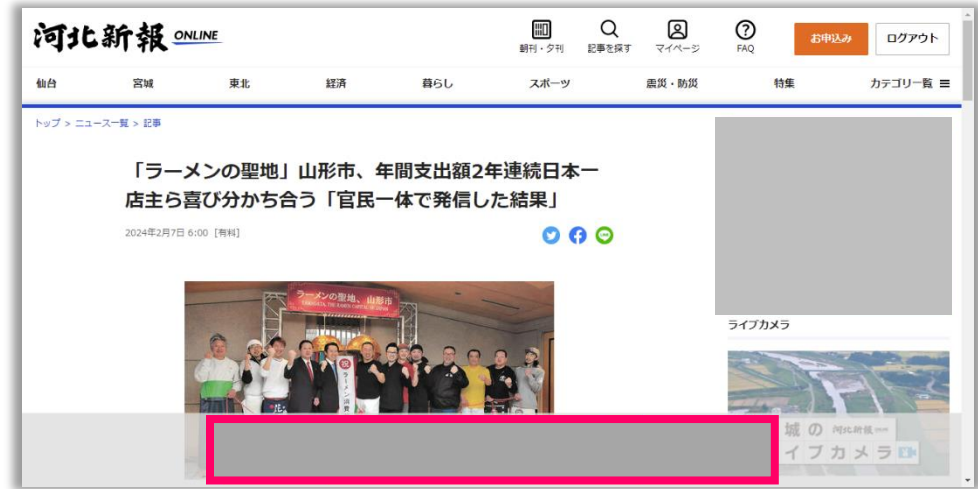 河北新報 ONLINE
朝刊・夕刊
記事を探す
マイページ
FAQ
お申込み
ログアウト
仙台
宮城
東北
経済
暮らし
スポーツ
震災・防災
特集
カテゴリ一覧
トップ > ニュース一覧 > 記事
「ラーメンの聖地」山形市、年間支出額2年連続日本一
店主ら喜び分かち合う「官民一体で発信した結果」
2024年2月7日 6:00 [有料]
ラーメンの聖地、山形市
㊗ラーメン消費
ライブカメラ
城の 河北新報
イブカメラ